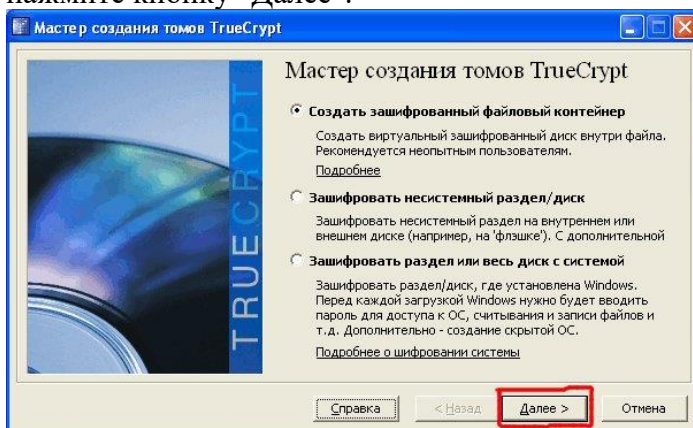 нажмите кнопку "Далее".
Мастер создания томов TrueCrypt
TRUECRYPT
Мастер создания томов TrueCrypt
Создать зашифрованный файловый контейнер
Создать виртуальный зашифрованный диск внутри файла.
Рекомендуется неопытным пользователям.
Подробнее
Зашифровать несистемный раздел/диск
Зашифровать несистемный раздел на внутреннем или
внешнем диске (например, на 'флэшке'). С дополнительной
Зашифровать раздел или весь диск с системой
Зашифровать раздел/диск, где установлена Windows.
Перед каждой загрузкой Windows нужно будет вводить
пароль для доступа к ОС, считывания и записи файлов и
т.д. Дополнительно - создание скрытой ОС.
Подробнее о шифровании системы
Справка
< Назад
Далее >
Отмена